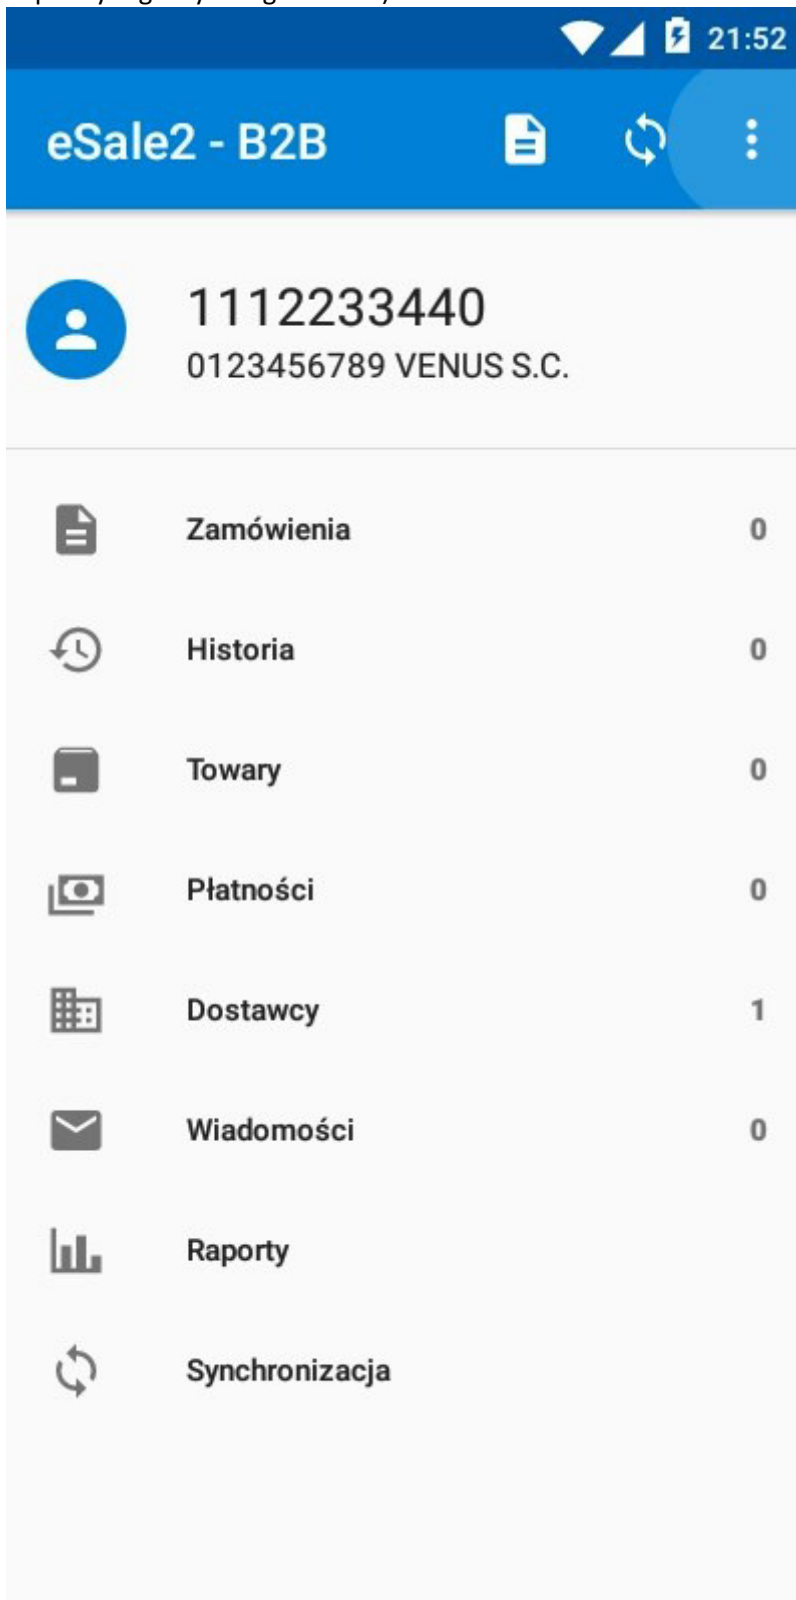 21:52
eSale2 - B2B
1112233440
0123456789 VENUS S.C.
Zamówienia 0
Historia 0
Towary 0
Płatności 0
Dostawcy 1
Wiadomości 0
Raporty
Synchronizacja